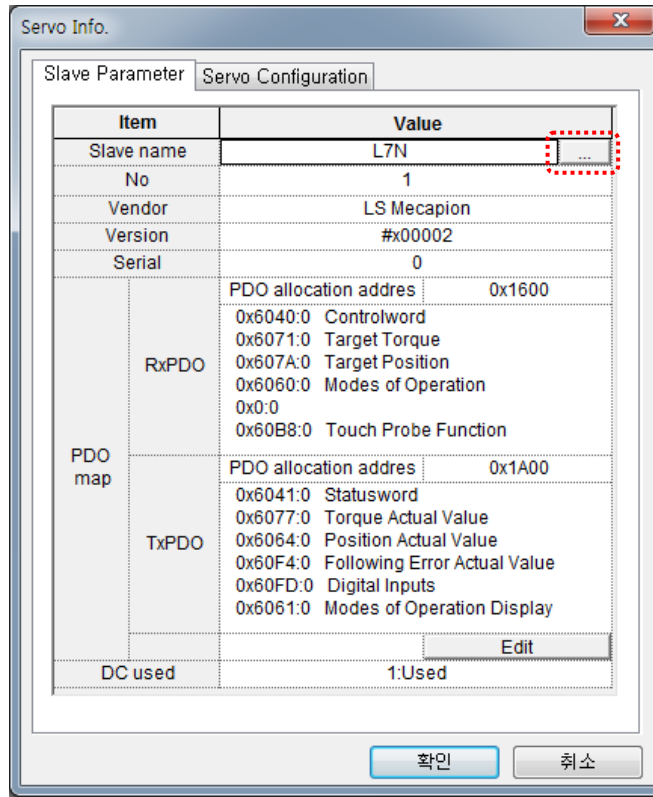 Servo Info.
x
Slave Parameter Servo Configuration
Item Value
Slave name L7N ...
No 1
Vendor LS Mecapion
Version #x00002
Serial 0
PDO map
RxPDO
PDO allocation addres 0x1600
0x6040:0 Controlword
0x6071:0 Target Torque
0x607A:0 Target Position
0x6060:0 Modes of Operation
0x0:0
0x60B8:0 Touch Probe Function
TxPDO
PDO allocation addres 0x1A00
0x6041:0 Statusword
0x6077:0 Torque Actual Value
0x6064:0 Position Actual Value
0x60F4:0 Following Error Actual Value
0x60FD:0 Digital Inputs
0x6061:0 Modes of Operation Display
Edit
DC used 1:Used
확인 취소